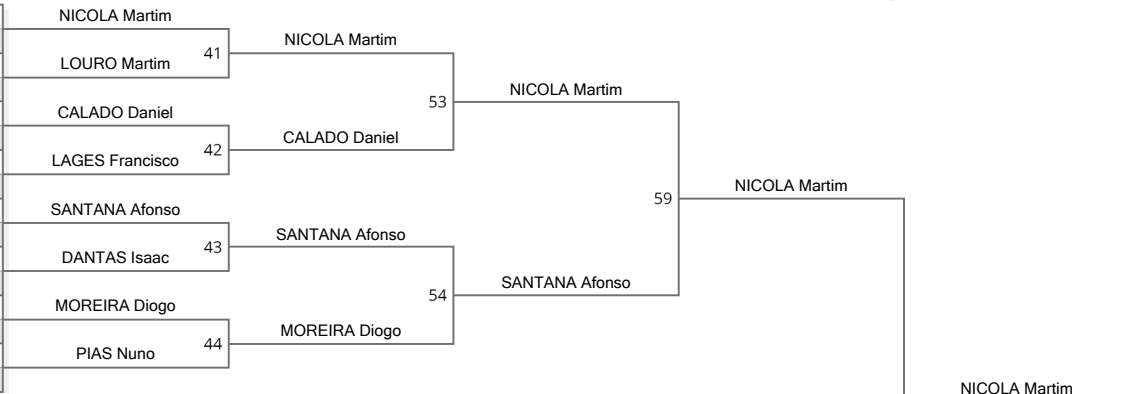 NICOLA Martim
41
LOURO Martim
NICOLA Martim
53
CALADO Daniel
42
LAGES Francisco
CALADO Daniel
NICOLA Martim
59
SANTANA Afonso
43
DANTAS Isaac
SANTANA Afonso
54
MOREIRA Diogo
44
PIAS Nuno
MOREIRA Diogo
SANTANA Afonso
NICOLA Martim
NICOLA Martim